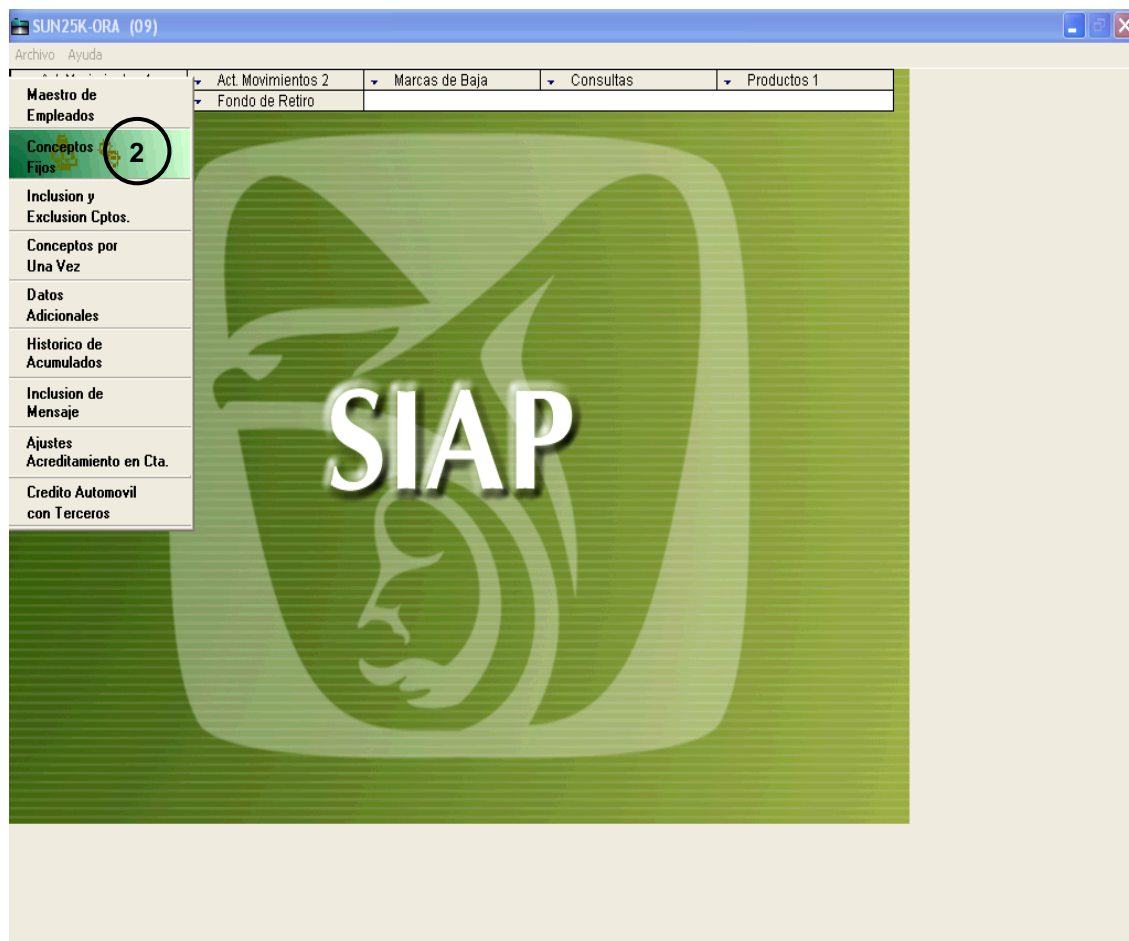 SUN25K-ORA (09)
Archivo Ayuda
Act. Movimientos 2 Marcas de Baja Consultas Productos 1
Fondo de Retiro
Maestro de
Empleados
Conceptos
Fijos
2
Inclusion y
Exclusion Cptos.
Conceptos por
Una Vez
Datos
Adicionales
Historico de
Acumulados
Inclusion de
Mensaje
Ajustes
Acreditamiento en Cta.
Credito Automovil
con Terceros
SIAP